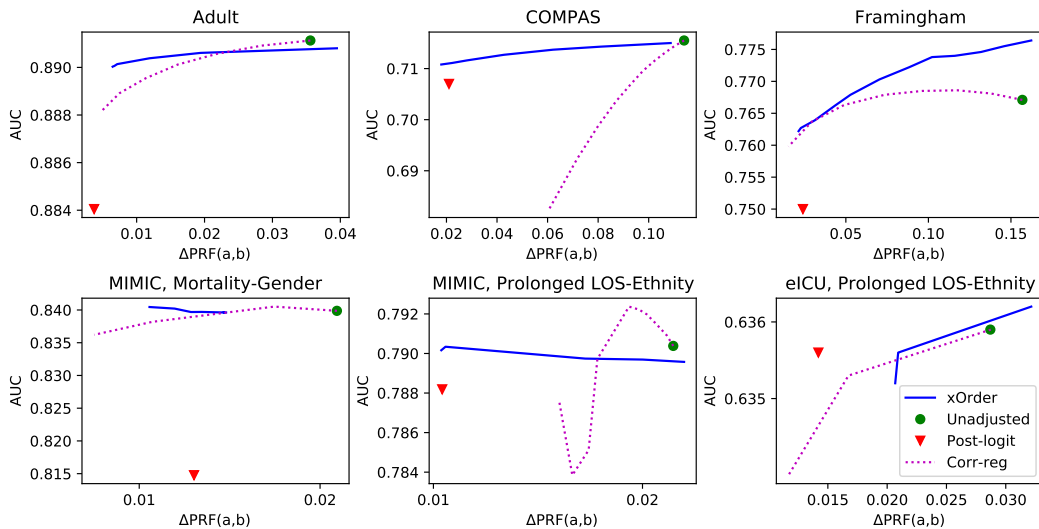 Adult
0.890
0.888
0.886
0.884
AUC
0.01
0.02
0.03
0.04
ΔPRF(a,b)
COMPAS
0.71
0.70
0.69
AUC
0.02
0.04
0.06
0.08
0.10
ΔPRF(a,b)
Framingham
0.775
0.770
0.765
0.760
0.755
0.750
AUC
0.05
0.10
0.15
ΔPRF(a,b)
MIMIC, Mortality-Gender
0.840
0.835
0.830
0.825
0.820
0.815
AUC
0.01
0.02
ΔPRF(a,b)
MIMIC, Prolonged LOS-Ethnity
0.792
0.790
0.788
0.786
0.784
AUC
0.01
0.02
ΔPRF(a,b)
eICU, Prolonged LOS-Ethnity
0.636
0.635
AUC
0.015
0.020
0.025
0.030
ΔPRF(a,b)
xOrder
Unadjusted
Post-logit
Corr-reg